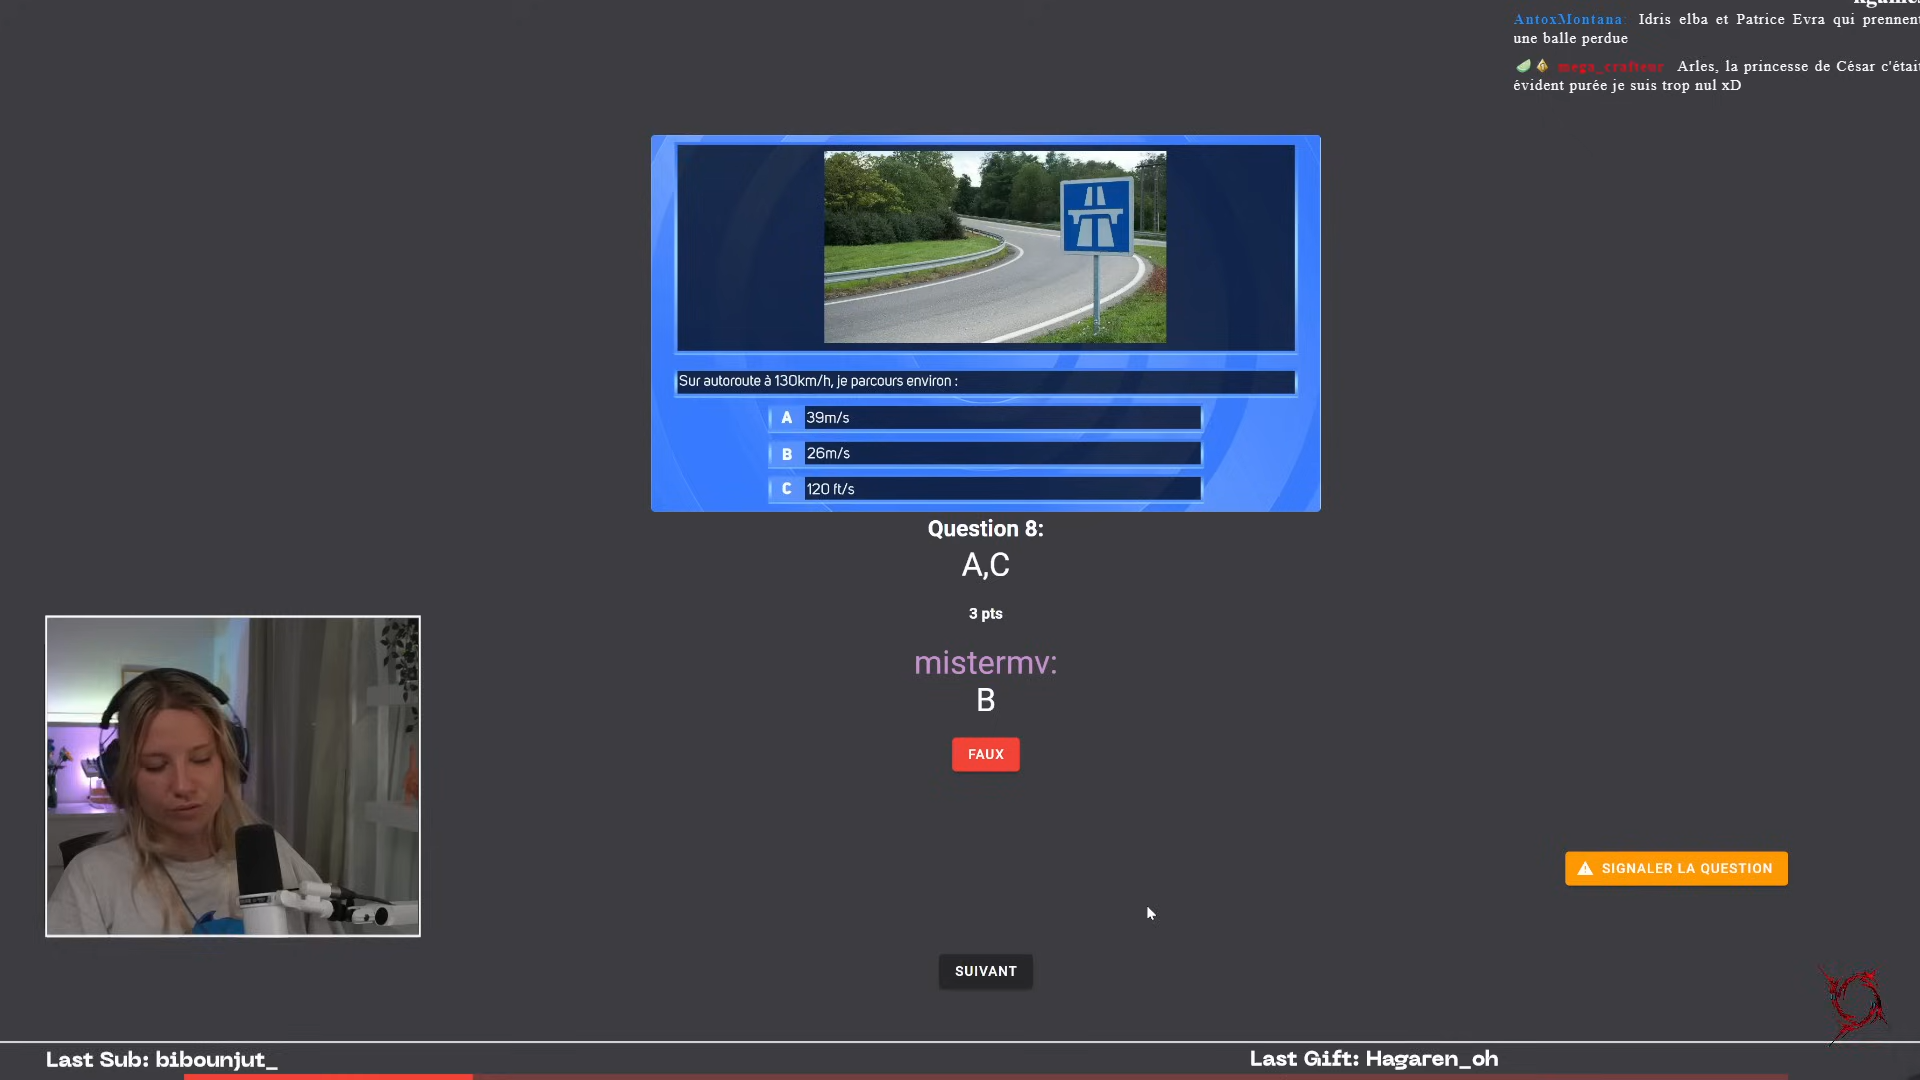 AntoxMontana: Idris elba et Patrice Evra qui prennent
une balle perdue
mega_crafteur Arles, la princesse de César c'était
évident purée je suis trop nul xD
Sur autoroute à 130km/h, je parcours environ :
A 39m/s
B 26m/s
C 120 ft/s
Question 8:
A,C
3 pts
mistermv:
B
FAUX
SIGNALER LA QUESTION
SUIVANT
Last Sub: bibounjut_
Last Gift: Hagaren_oh